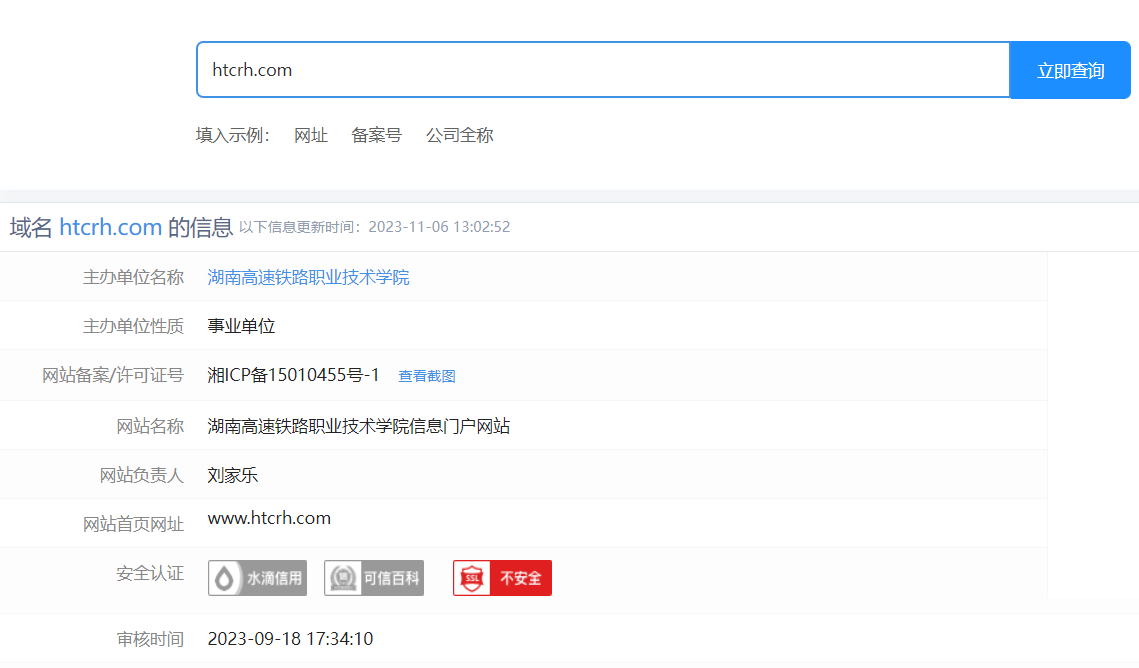 htcrh.com 立即查询
填入示例： 网址 备案号 公司全称
域名 htcrh.com 的信息 以下信息更新时间：2023-11-06 13:02:52
主办单位名称 湖南高速铁路职业技术学院
主办单位性质 事业单位
网站备案/许可证号 湘ICP备15010455号-1 查看截图
网站名称 湖南高速铁路职业技术学院信息门户网站
网站负责人 刘家乐
网站首页网址 www.htcrh.com
安全认证 水滴信用 可信百科 SSL 不安全
审核时间 2023-09-18 17:34:10